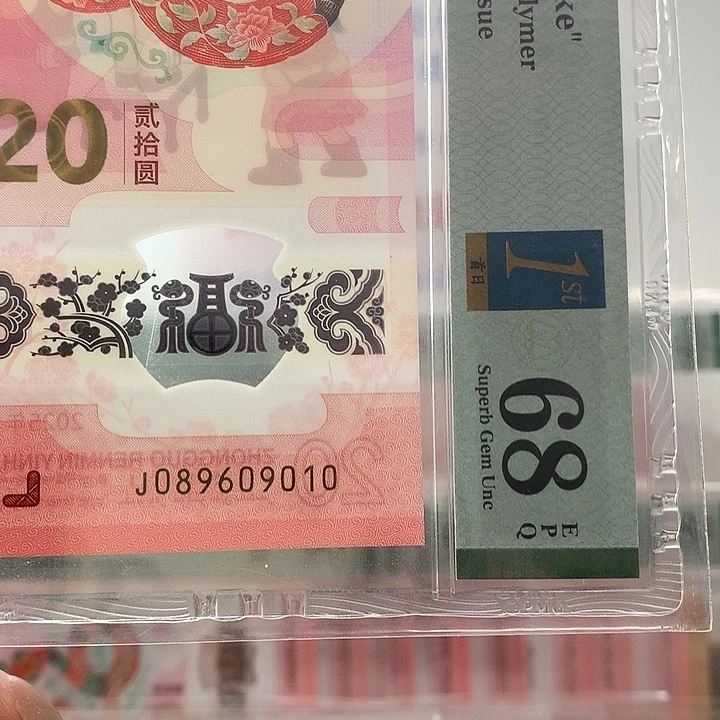 20
贰拾圆
J089609010
ke"
lymer
sue
1st
首日
68
Superb Gem Unc
EPQ